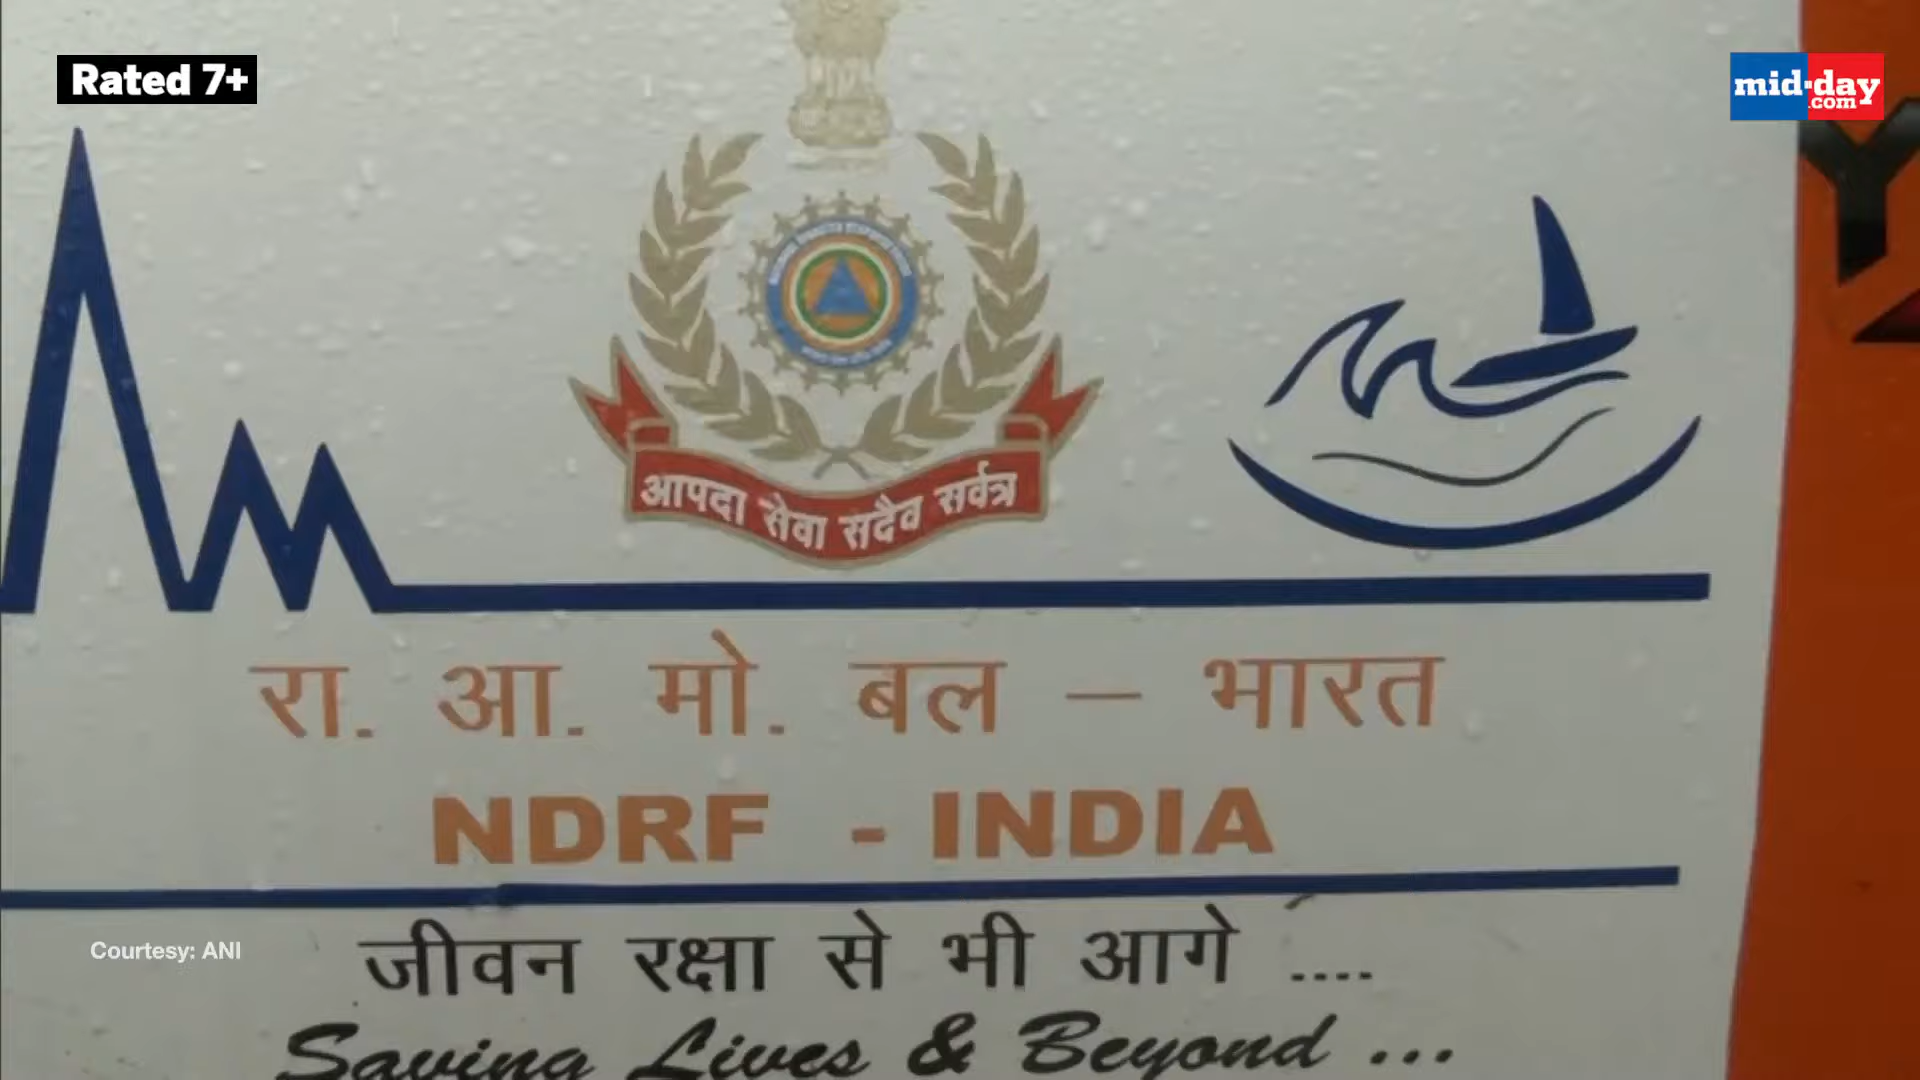 Rated 7+
mid-day
.com
Y
आपदा सेवा सदैव सर्वत्र
रा. आ. मो. बल – भारत
NDRF - INDIA
Courtesy: ANI
जीवन रक्षा से भी आगे ....
Saving Lives & Beyond ...